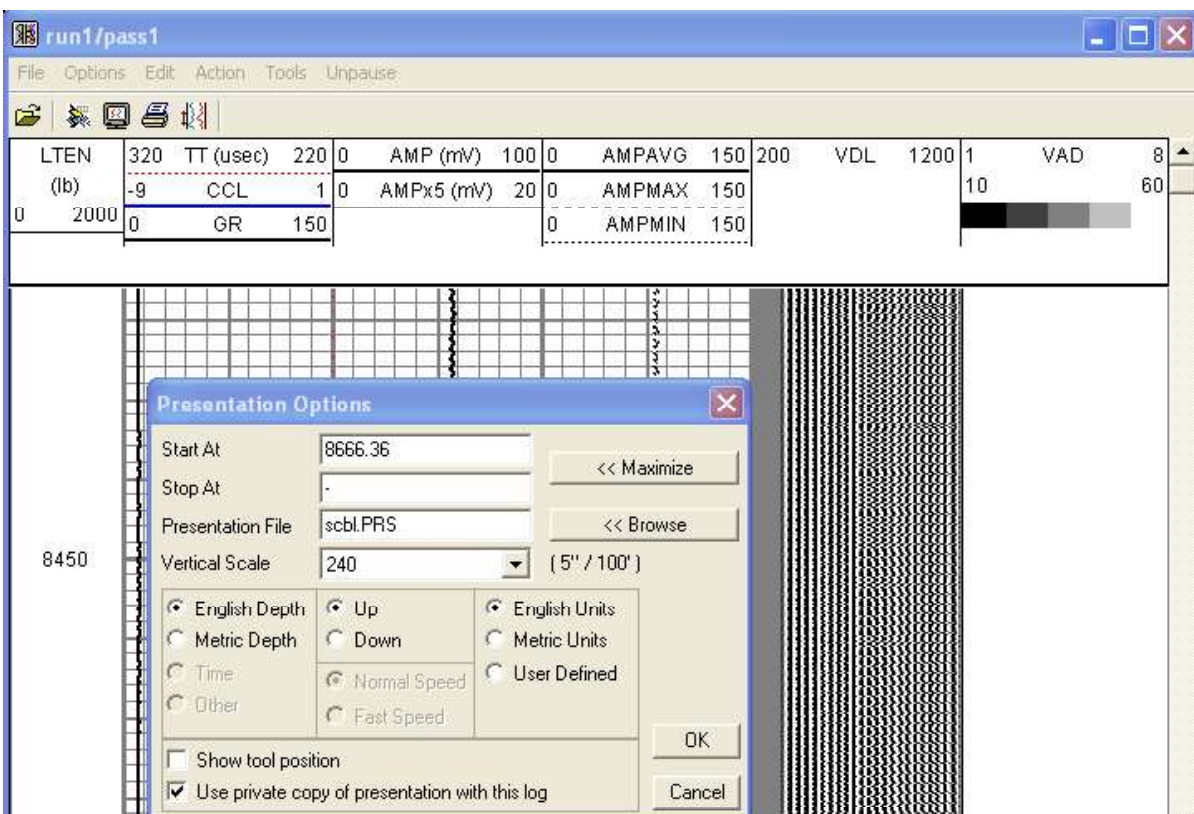 run1/pass1
File Options Edit Action Tools Unpause
LTEN 320 TT (usec) 220 0 AMP (mV) 100 0 AMPAVG 150 200 VDL 1200 1 VAD 8
(lb) -9 CCL 1 0 AMPx5 (mV) 20 0 AMPMAX 150 10 60
0 2000 0 GR 150 0 AMPMIN 150
Presentation Options
Start At 8666.36 << Maximize
Stop At -
Presentation File scbl.PRS << Browse
8450 Vertical Scale 240 ( 5'' / 100' )
English Depth Up English Units
Metric Depth Down Metric Units
Time Normal Speed User Defined
Other Fast Speed
OK
Show tool position
Use private copy of presentation with this log Cancel